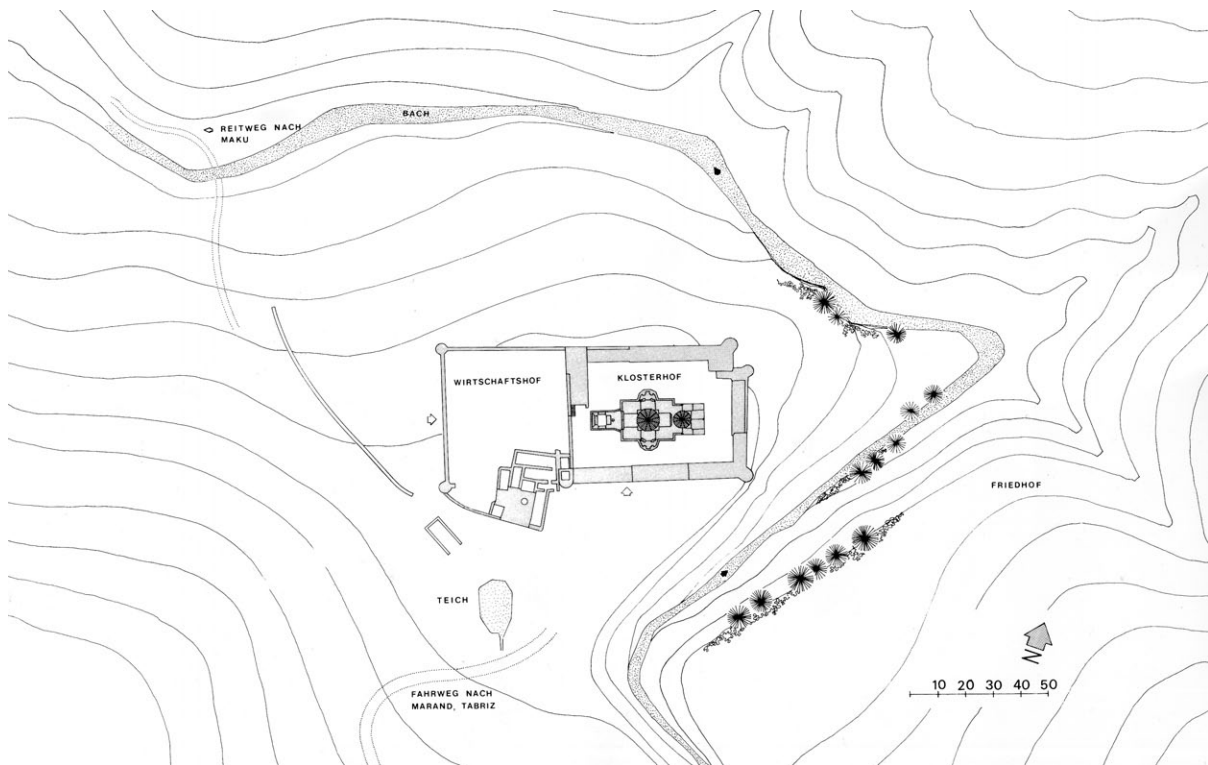 BACH
REITWEG NACH
MAKU
WIRTSCHAFTSHOF
KLOSTERHOF
FRIEDHOF
TEICH
N
10 20 30 40 50
FAHRWEG NACH
MARAND, TABRIZ